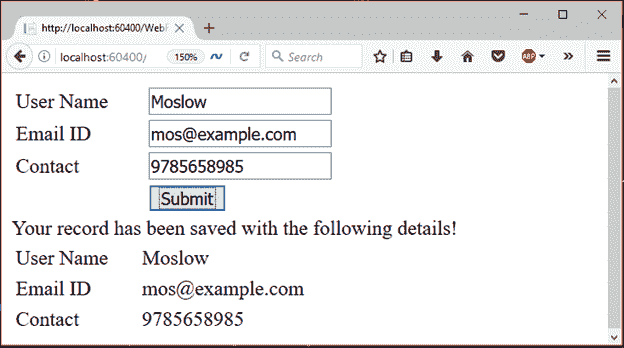 http://localhost:60400/WebF
localhost:60400/ 150% Search ABP
User Name Moslow
Email ID mos@example.com
Contact 9785658985
Submit
Your record has been saved with the following details!
User Name Moslow
Email ID mos@example.com
Contact 9785658985